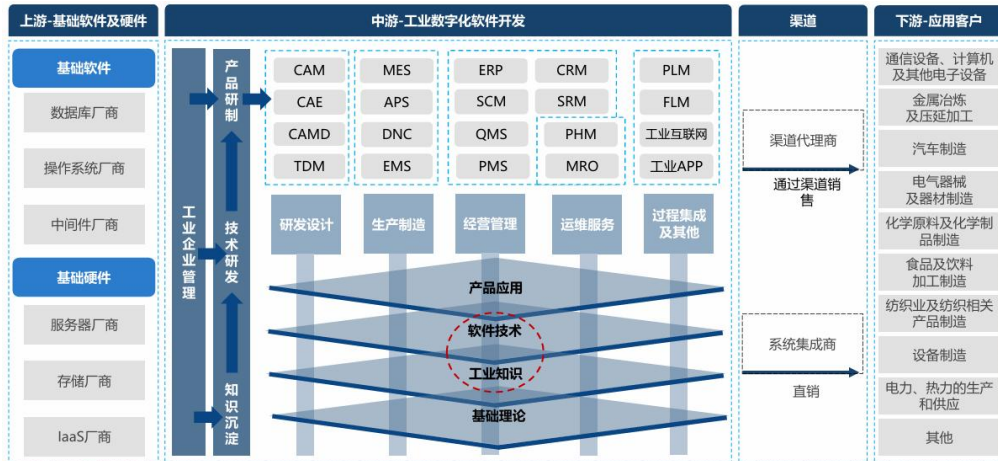 上游-基础软件及硬件
中游-工业数字化软件开发
渠道
下游-应用客户
基础软件
数据库厂商
操作系统厂商
中间件厂商
基础硬件
服务器厂商
存储厂商
IaaS厂商
工业企业管理
产品研制
技术研发
知识沉淀
CAM
CAE
CAMD
TDM
MES
APS
DNC
EMS
ERP
CRM
SCM
SRM
QMS
PHM
PMS
MRO
PLM
FLM
工业互联网
工业APP
研发设计
生产制造
经营管理
运维服务
过程集成
及其他
产品应用
软件技术
工业知识
基础理论
渠道代理商
通过渠道销
售
系统集成商
直销
通信设备、计算机
及其他电子设备
金属冶炼
及压延加工
汽车制造
电气器械
及器材制造
化学原料及化学制
品制造
食品及饮料
加工制造
纺织业及纺织相关
产品制造
设备制造
电力、热力的生产
和供应
其他